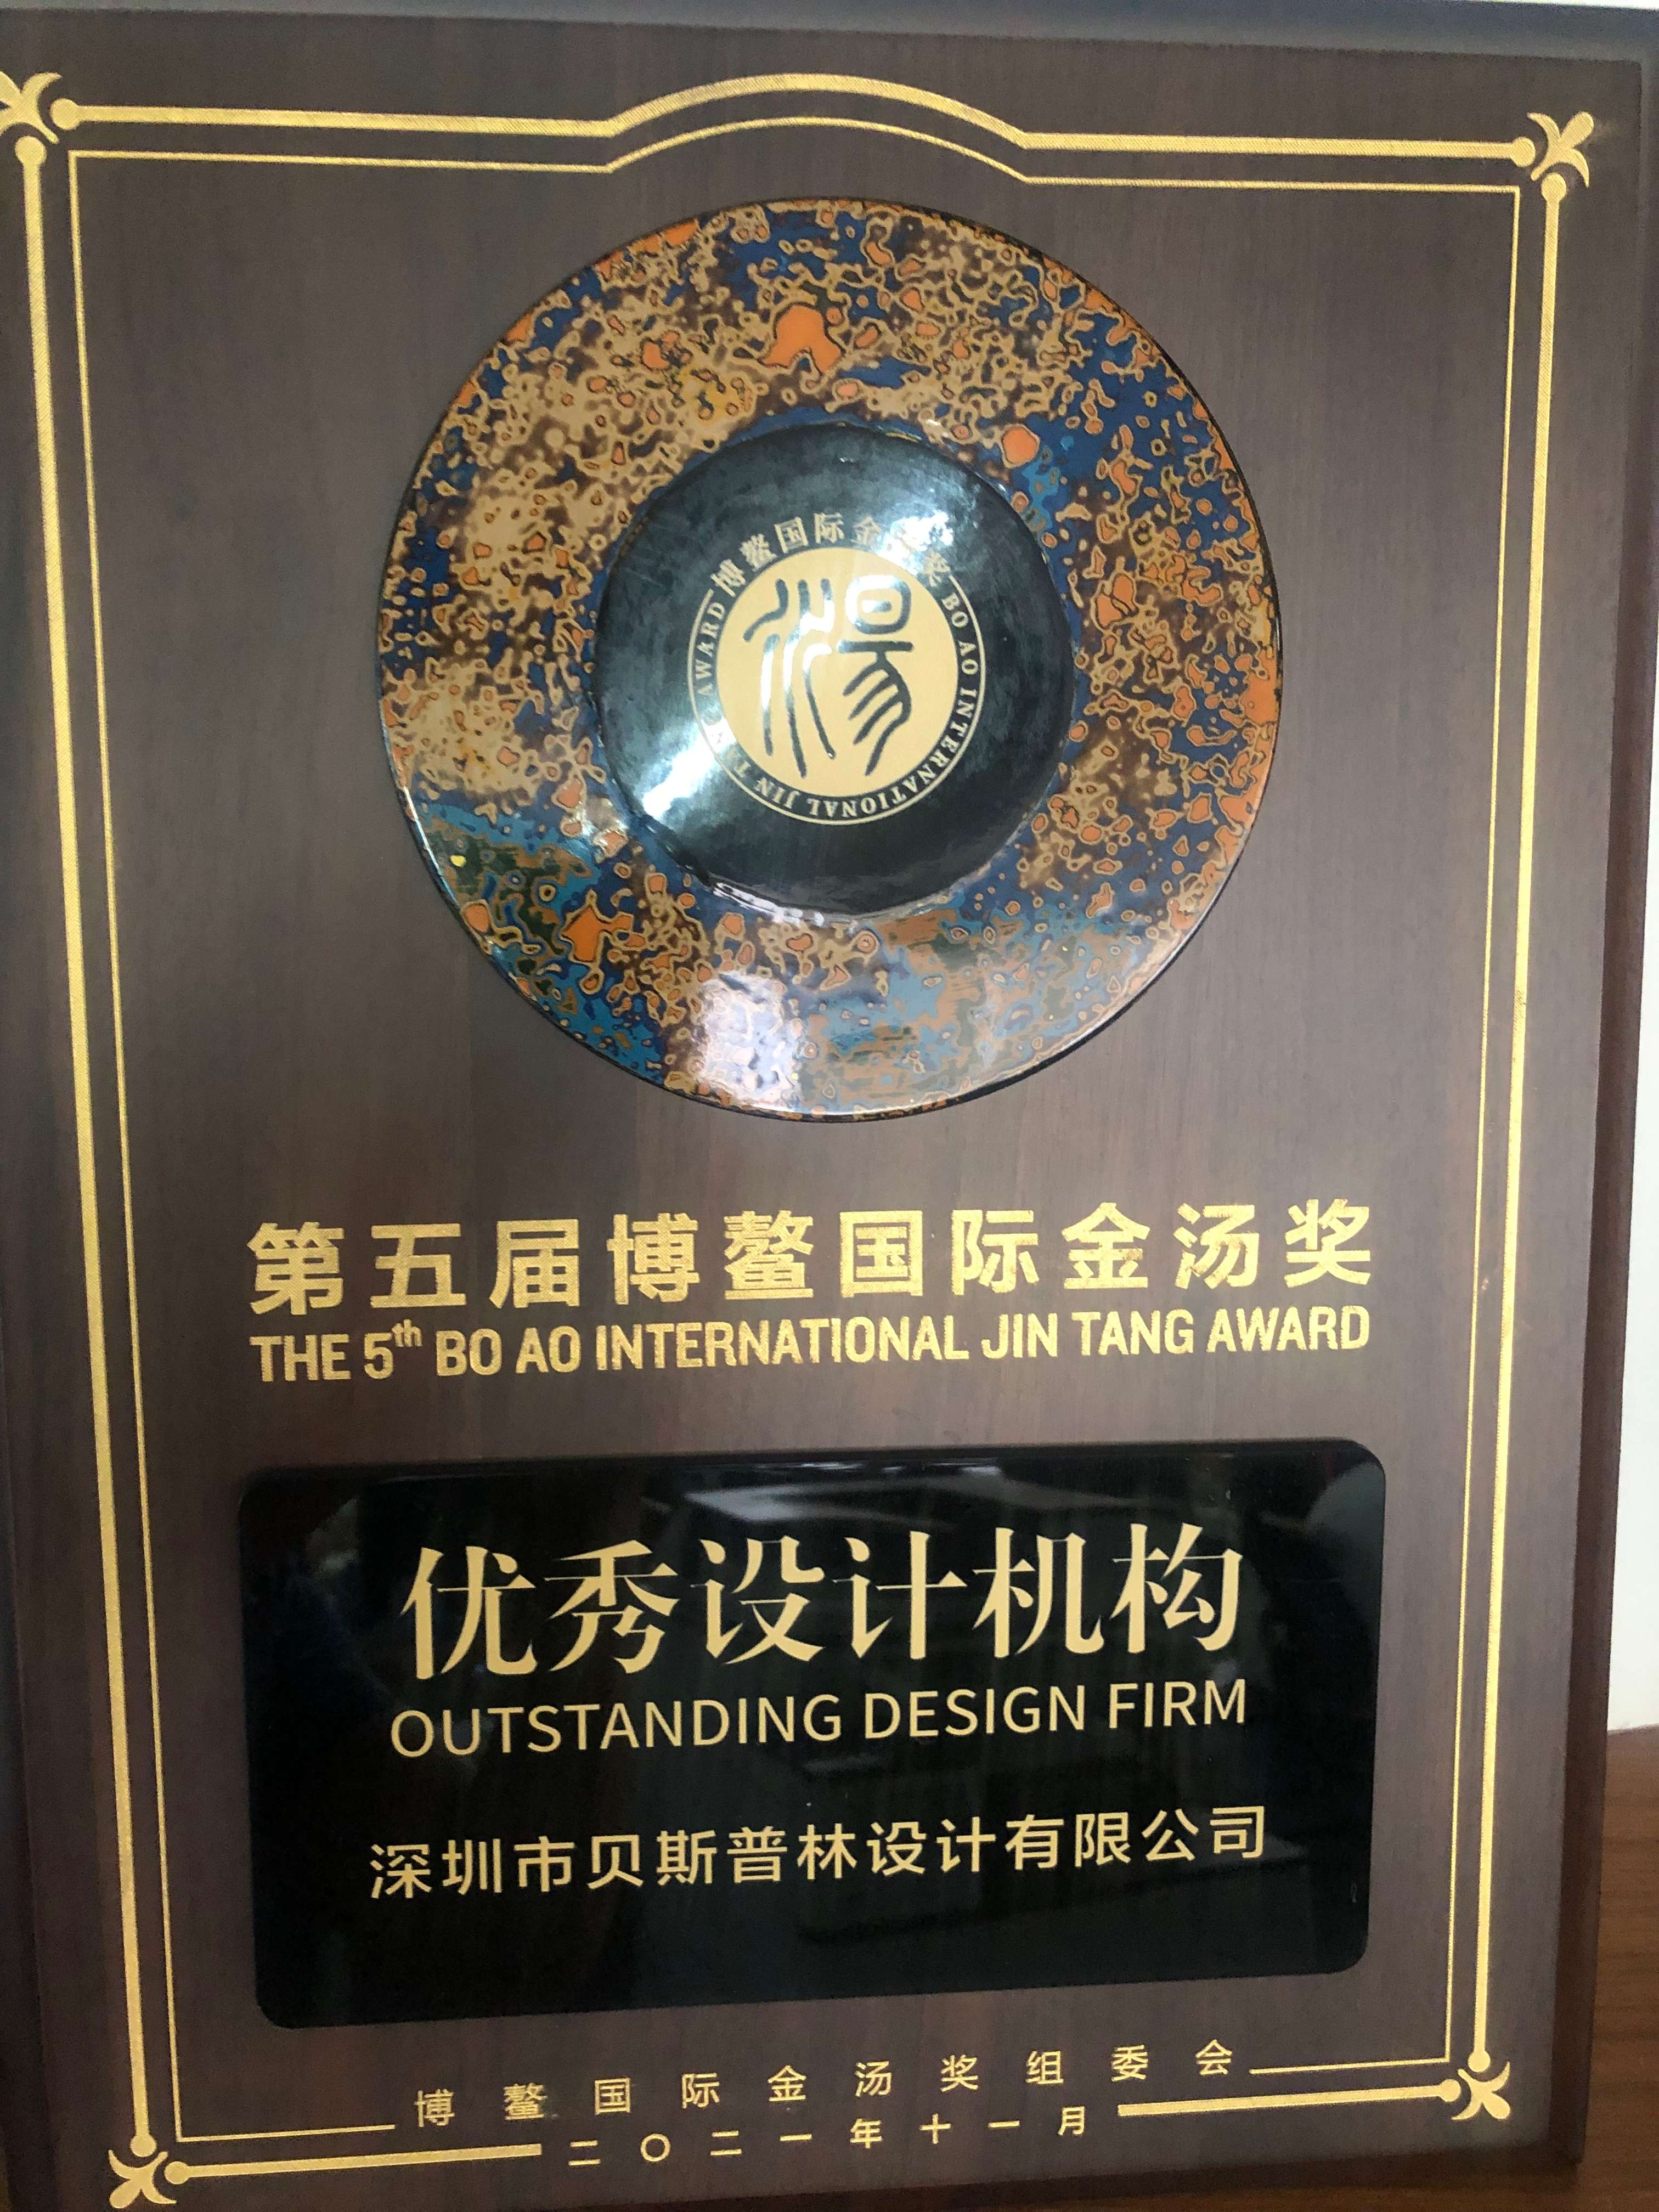 博鳌国际金奖 BO AO INTERNATIONAL JIN AWARD
湯
第五届博鳌国际金汤奖
THE 5th BO AO INTERNATIONAL JIN TANG AWARD
优秀设计机构
OUTSTANDING DESIGN FIRM
深圳市贝斯普林设计有限公司
博鳌国际金汤奖组委会
二〇二一年十一月